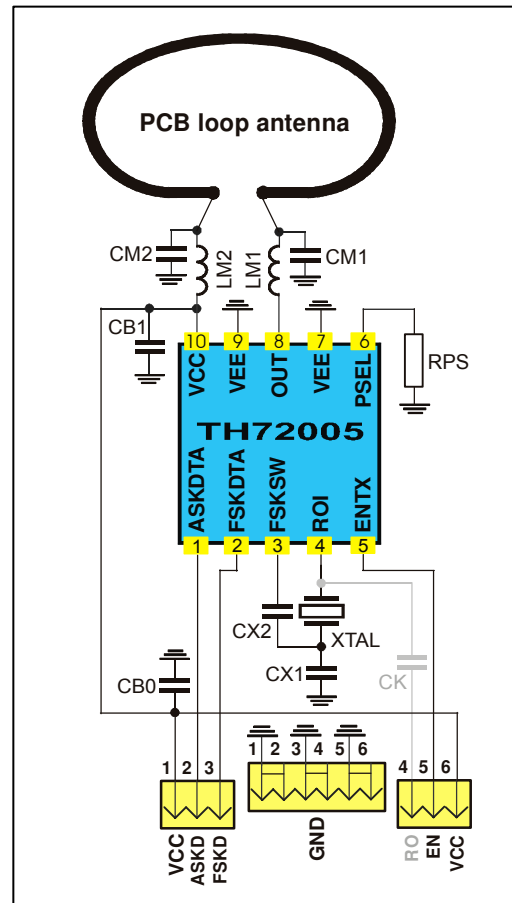 PCB loop antenna
CM2
LM2
LM1
CM1
CB1
10
9
8
7
6
VCC
VEE
OUT
VEE
PSEL
RPS
TH72005
ASKDTA
FSKDTA
FSKSW
ROI
ENTX
1
2
3
4
5
CX2
XTAL
CX1
CK
CB0
1 2 3
1 2 3 4 5 6
4 5 6
VCC
ASKD
FSKD
GND
RO
EN
VCC